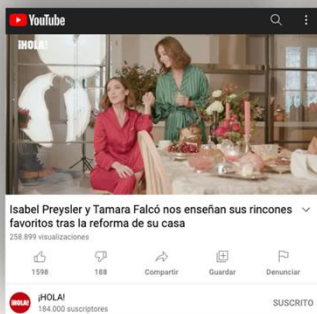 YouTube
¡HOLA!
Isabel Preysler y Tamara Falcó nos enseñan sus rincones
favoritos tras la reforma de su casa
258.899 visualizaciones
1598 188 Compartir Guardar Denunciar
¡HOLA! ¡HOLA! SUSCRITO
184.000 suscriptores